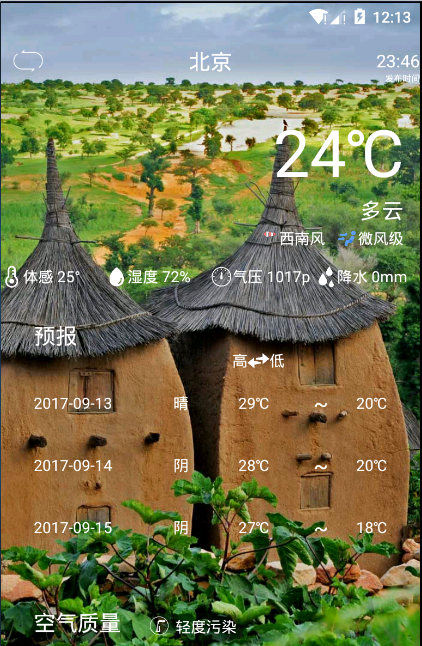 12:13
北京 23:46
发布时间
24℃
多云
西南风 微风级
体感 25° 湿度 72% 气压 1017p 降水 0mm
预报
高 低
2017-09-13 晴 29℃ ~ 20℃
2017-09-14 阴 28℃ ~ 20℃
2017-09-15 阴 27℃ ~ 18℃
空气质量 轻度污染